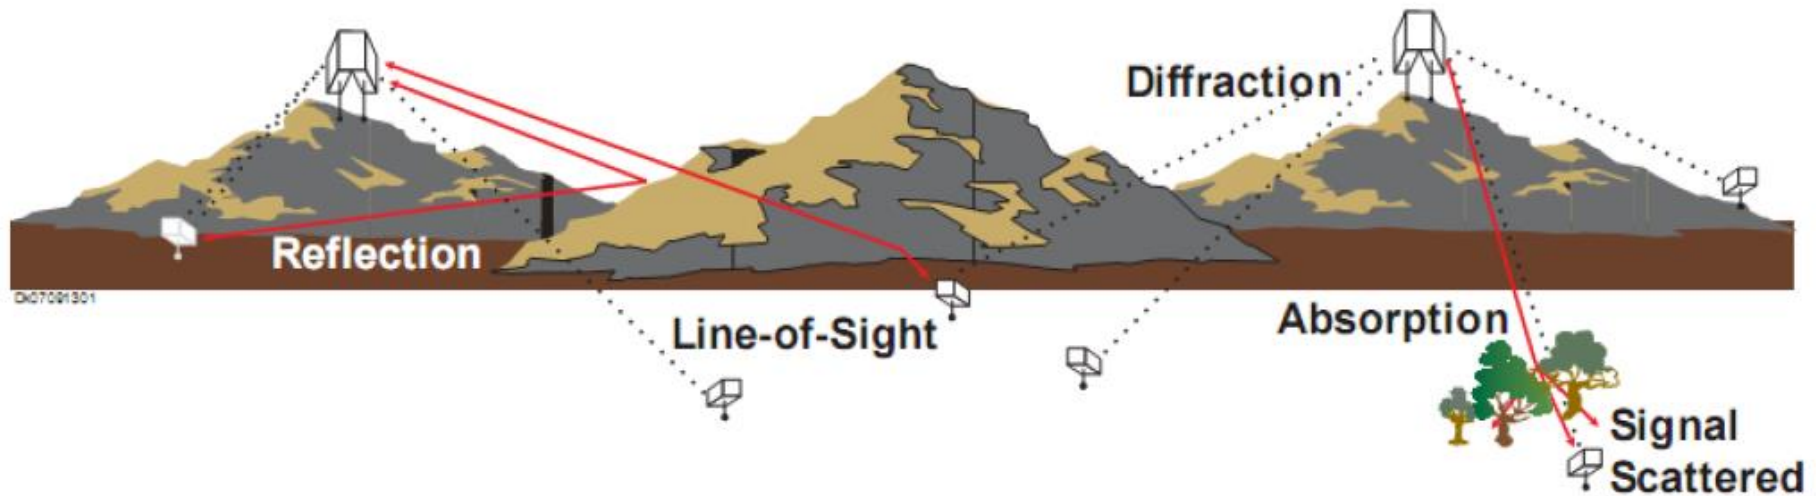 Diffraction
Reflection
Line-of-Sight
Absorption
Signal
Scattered